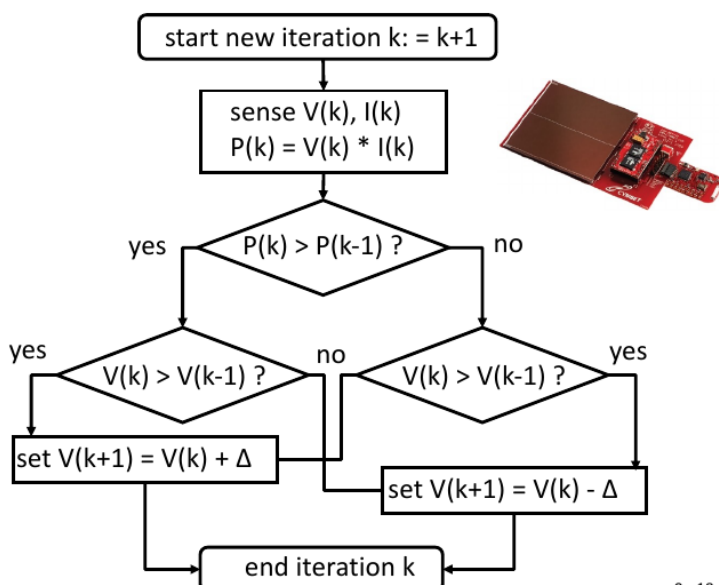 start new iteration k: = k+1
sense V(k), I(k)
P(k) = V(k) * I(k)
yes
P(k) > P(k-1) ?
no
yes
V(k) > V(k-1) ?
no
V(k) > V(k-1) ?
yes
set V(k+1) = V(k) + Δ
set V(k+1) = V(k) - Δ
end iteration k
CYMBET